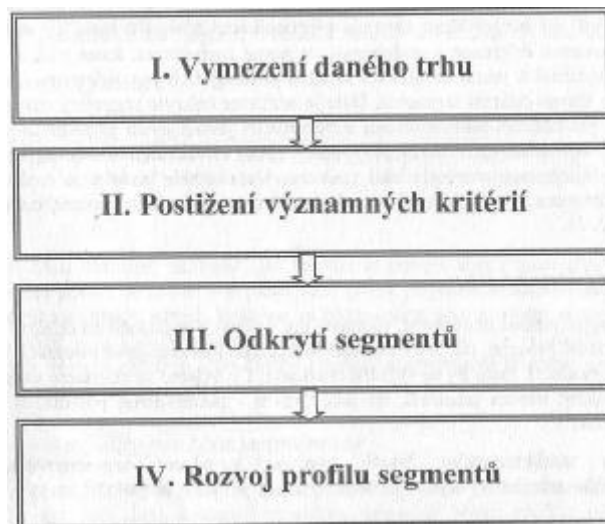 I. Vymezení daného trhu
II. Postižení významných kritérií
III. Odkrytí segmentů
IV. Rozvoj profilu segmentů